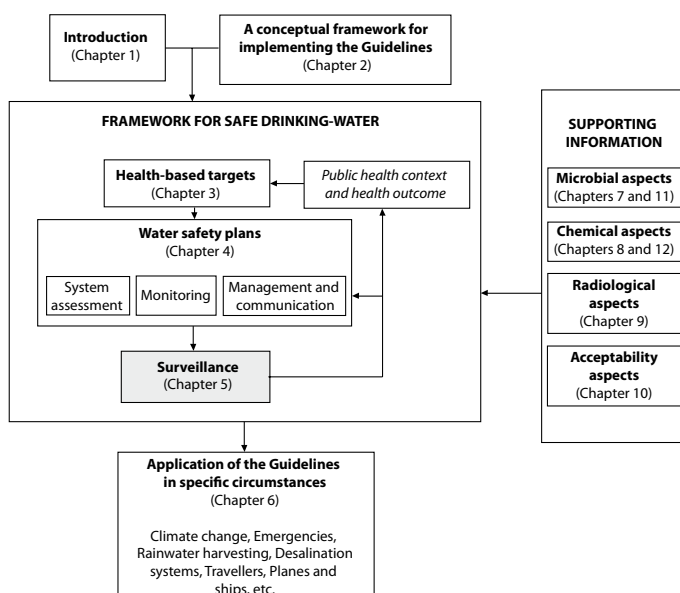 Introduction
(Chapter 1)
A conceptual framework for
implementing the Guidelines
(Chapter 2)
FRAMEWORK FOR SAFE DRINKING-WATER
Health-based targets
(Chapter 3)
Public health context
and health outcome
Water safety plans
(Chapter 4)
System
assessment
Monitoring
Management and
communication
Surveillance
(Chapter 5)
SUPPORTING
INFORMATION
Microbial aspects
(Chapters 7 and 11)
Chemical aspects
(Chapters 8 and 12)
Radiological
aspects
(Chapter 9)
Acceptability
aspects
(Chapter 10)
Application of the Guidelines
in specific circumstances
(Chapter 6)
Climate change, Emergencies,
Rainwater harvesting, Desalination
systems, Travellers, Planes and
ships, etc.